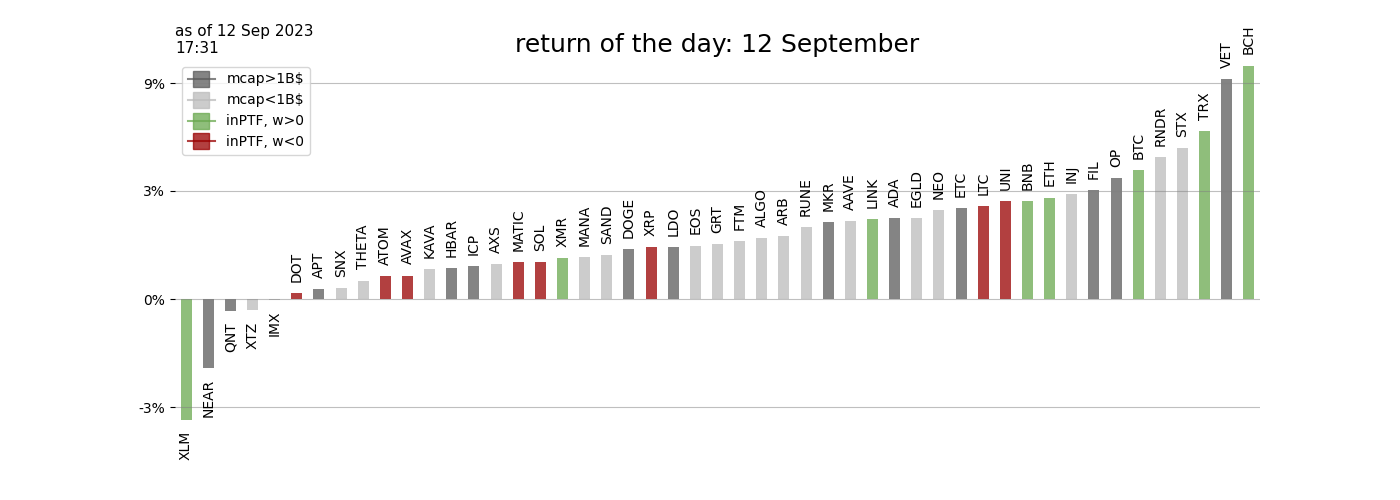 as of 12 Sep 2023
17:31
return of the day: 12 September
mcap>1B$
mcap<1B$
inPTF, w>0
inPTF, w<0
9%
3%
0%
-3%
XLM
NEAR
QNT
XTZ
IMX
DOT
APT
SNX
THETA
ATOM
AVAX
KAVA
HBAR
ICP
AXS
MATIC
SOL
XMR
MANA
SAND
DOGE
XRP
LDO
EOS
GRT
FTM
ALGO
ARB
RUNE
MKR
AAVE
LINK
ADA
EGLD
NEO
ETC
LTC
UNI
BNB
ETH
INJ
FIL
OP
BTC
RNDR
STX
TRX
VET
BCH